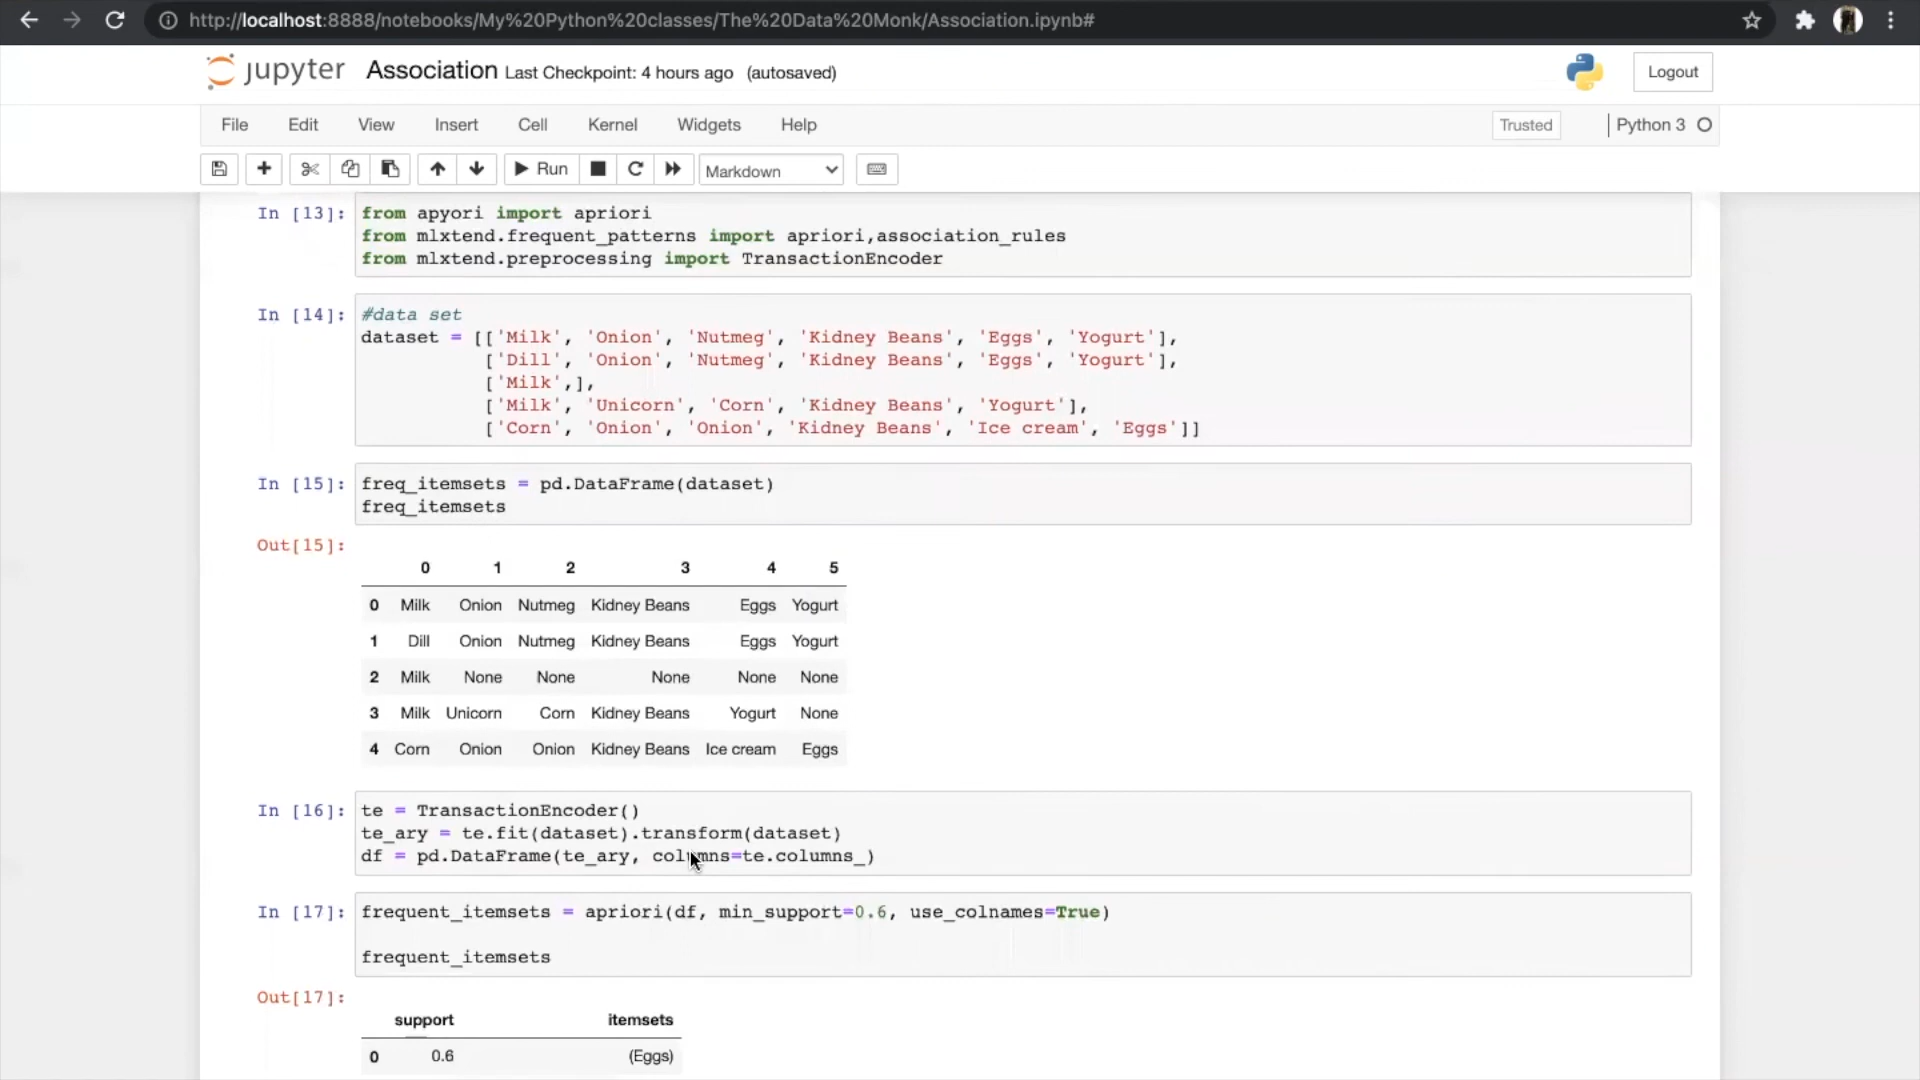 http://localhost:8888/notebooks/My%20Python%20classes/The%20Data%20Monk/Association.ipynb#
jupyter Association Last Checkpoint: 4 hours ago (autosaved) Logout
File Edit View Insert Cell Kernel Widgets Help Trusted Python 3
Run Markdown
In [13]: from apyori import apriori
from mlxtend.frequent_patterns import apriori,association_rules
from mlxtend.preprocessing import TransactionEncoder
In [14]: #data set
dataset = [['Milk', 'Onion', 'Nutmeg', 'Kidney Beans', 'Eggs', 'Yogurt'],
['Dill', 'Onion', 'Nutmeg', 'Kidney Beans', 'Eggs', 'Yogurt'],
['Milk',],
['Milk', 'Unicorn', 'Corn', 'Kidney Beans', 'Yogurt'],
['Corn', 'Onion', 'Onion', 'Kidney Beans', 'Ice cream', 'Eggs']]
In [15]: freq_itemsets = pd.DataFrame(dataset)
freq_itemsets
Out[15]:
0 1 2 3 4 5
0 Milk Onion Nutmeg Kidney Beans Eggs Yogurt
1 Dill Onion Nutmeg Kidney Beans Eggs Yogurt
2 Milk None None None None None
3 Milk Unicorn Corn Kidney Beans Yogurt None
4 Corn Onion Onion Kidney Beans Ice cream Eggs
In [16]: te = TransactionEncoder()
te_ary = te.fit(dataset).transform(dataset)
df = pd.DataFrame(te_ary, columns=te.columns_)
In [17]: frequent_itemsets = apriori(df, min_support=0.6, use_colnames=True)
frequent_itemsets
Out[17]:
support itemsets
0 0.6 (Eggs)